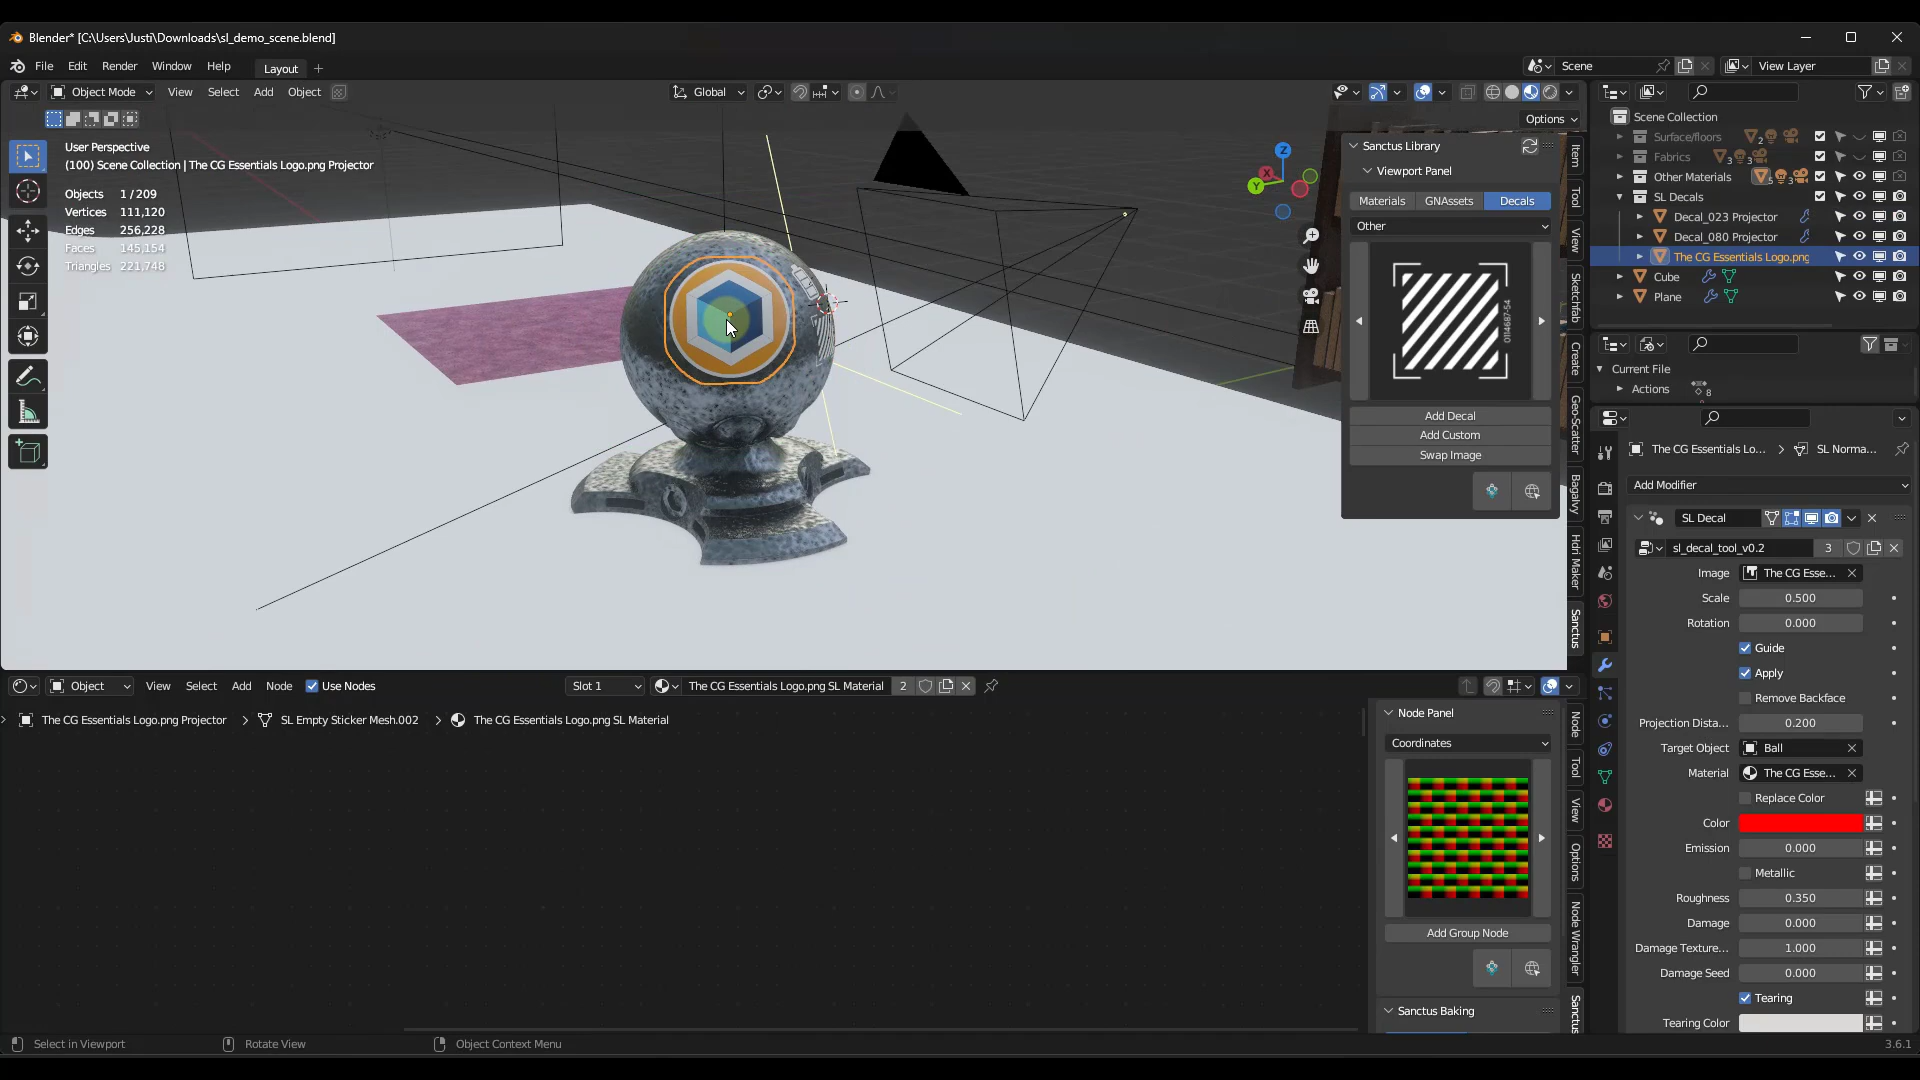 Blender* [C:\Users\Justi\Downloads\sl_demo_scene.blend]
File Edit Render Window Help Layout Scene View Layer
Object Mode View Select Add Object Global
Options
User Perspective
(100) Scene Collection | The CG Essentials Logo.png Projector
Objects 1 / 209
Vertices 111,120
Edges 256,228
Faces 145,154
Triangles 221,748
Z
X
Y
Sanctus Library
Viewport Panel
Materials GNAssets Decals
Other
Add Decal
Add Custom
Swap Image
Item
Tool
View
Sketchfab
Create
Geo-Scatter
Bagalvy
Hdri Maker
Sanctus
Scene Collection
Surface/floors 2
Fabrics 3 3
Other Materials 5 3
SL Decals
Decal_023 Projector
Decal_080 Projector
The CG Essentials Logo.png
Cube
Plane
Current File
Actions 8
The CG Essentials Lo... SL Norma...
Add Modifier
SL Decal
sl_decal_tool_v0.2 3
Image The CG Esse...
Scale 0.500
Rotation 0.000
Guide
Apply
Remove Backface
Projection Dista... 0.200
Target Object Ball
Material The CG Esse...
Replace Color
Color
Emission 0.000
Metallic
Roughness 0.350
Damage 0.000
Damage Texture... 1.000
Damage Seed 0.000
Tearing
Tearing Color
Object View Select Add Node Use Nodes Slot 1 The CG Essentials Logo.png SL Material 2
The CG Essentials Logo.png Projector SL Empty Sticker Mesh.002 The CG Essentials Logo.png SL Material
Node Panel
Coordinates
Add Group Node
Sanctus Baking
Node
Tool
View
Options
Node Wrangler
Sanctus
Select in Viewport Rotate View Object Context Menu 3.6.1